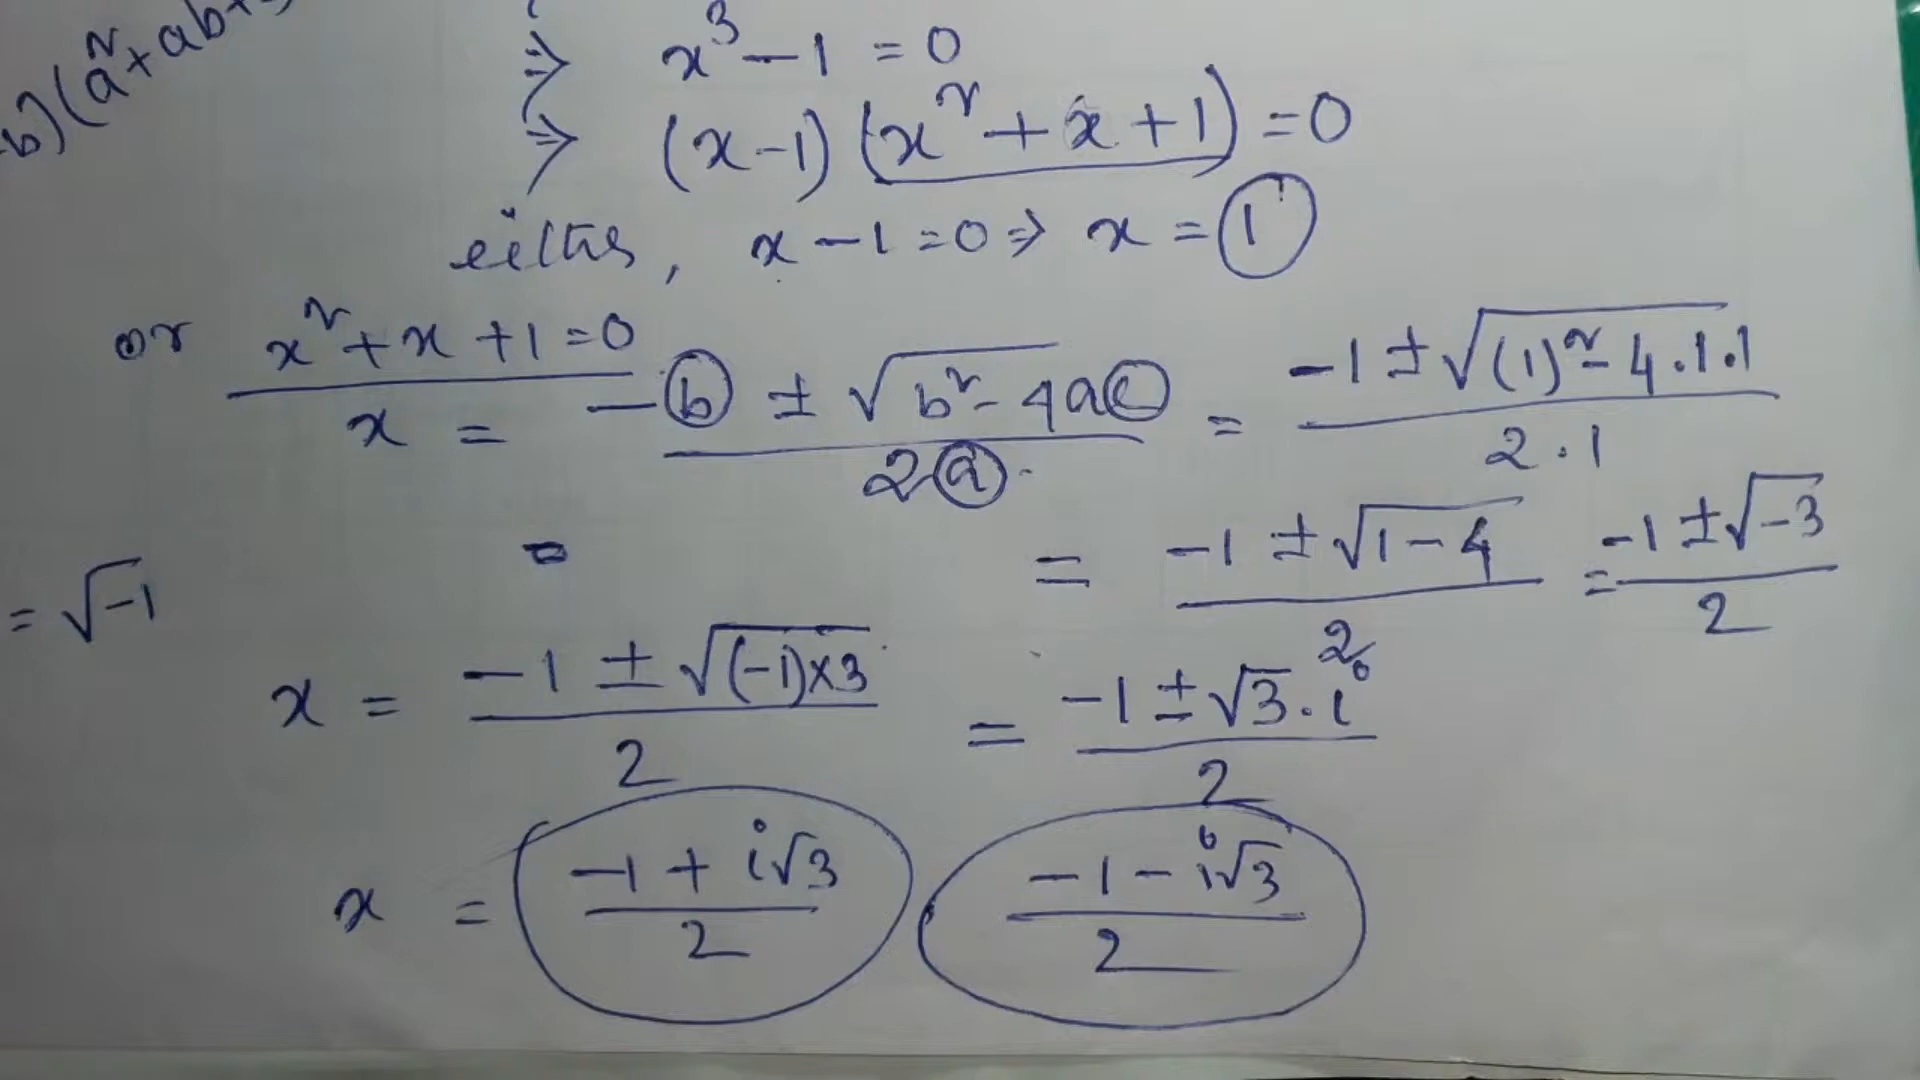 b)(a²+ab+
⇒ x³ - 1 = 0
⇒ (x-1)(x²+x+1) = 0
x - 1 = 0 ⇒ x = 1
or x²+x+1=0
x = -b ± √(b²-4ac) / 2a = -1 ± √((1)²-4.1.1) / 2.1
= -1 ± √(1-4) / 2 = -1 ± √-3 / 2
= √-1
x = -1 ± √((-1)×3) / 2 = -1 ± √3 . i / 2
x = -1 + i√3 / 2 -1 - i√3 / 2